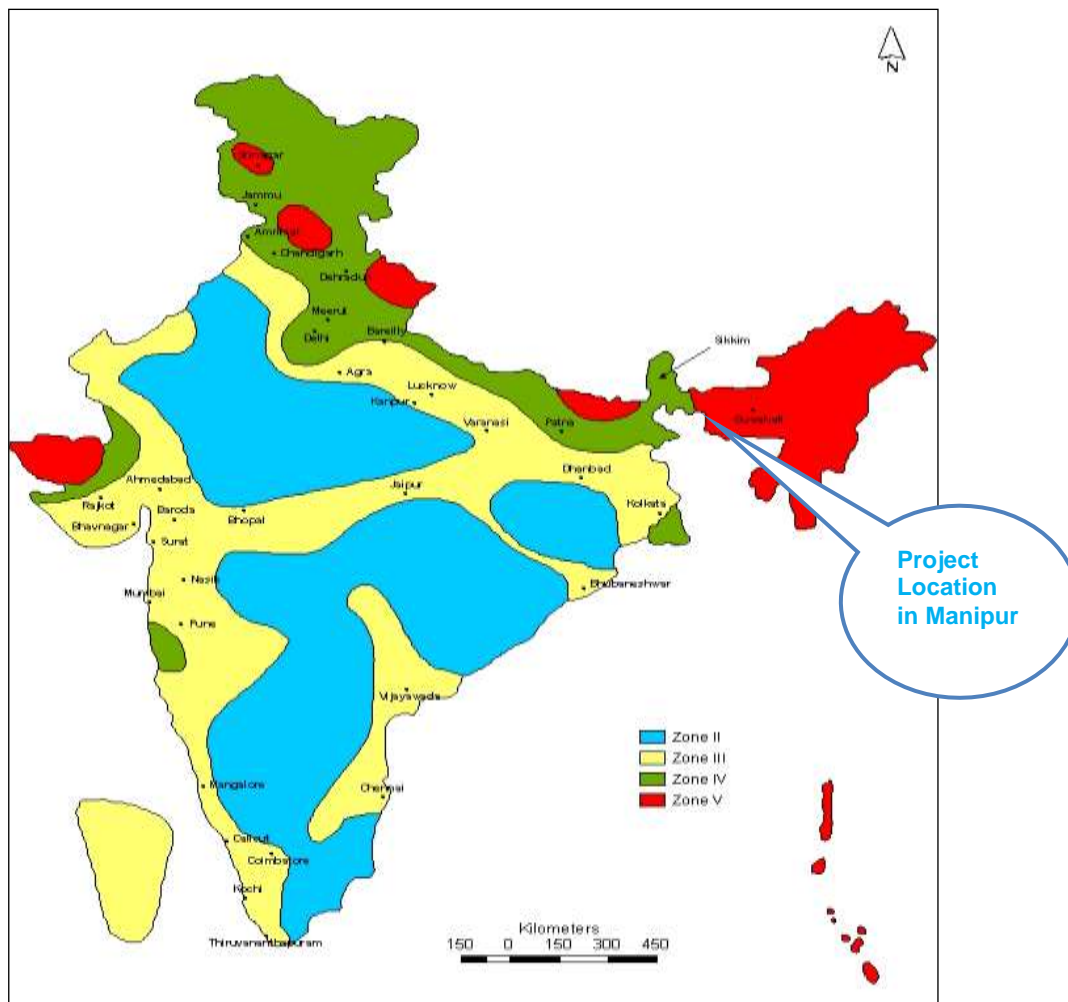 N
Srinagar
Jammu
Amritsar
Chandigarh
Dehradu
Meerut
Delhi
Bareilly
Sikkim
Agra
Lucknow
Kanpur
Guwahati
Varanasi
Patna
Dhanbad
Ahmedabad
Jaipur
Rajkot
Baroda
Kolkata
Bhopal
Bhavnagar
Surat
Project
Location
in Manipur
Nasik
Bhubaneshwar
Mumbai
Pune
Vijayawada
Zone II
Zone III
Zone IV
Zone V
Mangalore
Chennai
Calicut
Coimbatore
Kochi
Thiruvananthapuram
Kilometers
150 0 150 300 450